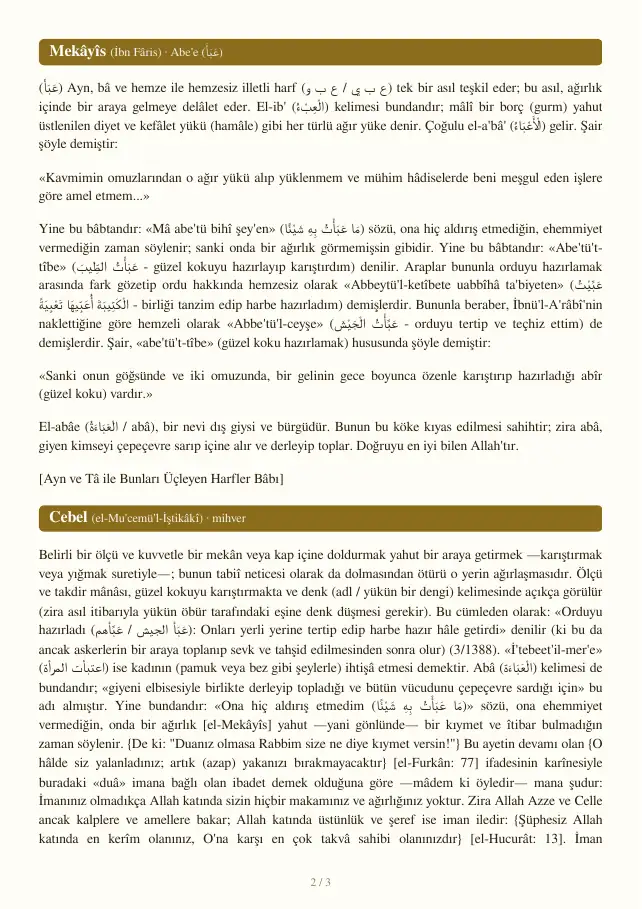 Mekâyîs (İbn Fâris) · Abe'e (عَبَأَ)
(عَبَأَ) Ayn, bâ ve hemze ile hemzesiz illetli harf (ع ب ي / ع ب و) tek bir asıl teşkil eder; bu asıl, ağırlık
içinde bir araya gelmeye delâlet eder. El-ib' (الْعِبْءُ) kelimesi bundandır; mâlî bir borç (gurm) yahut
üstlenilen diyet ve kefâlet yükü (hamâle) gibi her türlü ağır yüke denir. Çoğulu el-a'bâ' (الْأَعْبَاءُ) gelir. Şair
şöyle demiştir:
«Kavmimin omuzlarından o ağır yükü alıp yüklenmem ve mühim hâdiselerde beni meşgul eden işlere
göre amel etmem...»
Yine bu bâbtandır: «Mâ abe'tü bihî şey'en» (مَا عَبَأْتُ بِهِ شَيْئًا) sözü, ona hiç aldırış etmediğin, ehemmiyet
vermediğin zaman söylenir; sanki onda bir ağırlık görmemişsin gibidir. Yine bu bâbtandır: «Abe'tü't-
tîbe» (عَبَأْتُ الطِّيبَ - güzel kokuyu hazırlayıp karıştırdım) denilir. Araplar bununla orduyu hazırlamak
arasında fark gözetip ordu hakkında hemzesiz olarak «Abbeytü'l-ketîbete uabbîhâ ta'biyeten» (عَبَّيْتُ
الْكَتِيبَةَ أُعَبِّيهَا تَعْبِيَةً - birliği tanzim edip harbe hazırladım) demişlerdir. Bununla beraber, İbnü'l-A'râbî'nin
naklettiğine göre hemzeli olarak «Abbe'tü'l-ceyşe» (عَبَّأْتُ الْجَيْشَ - orduyu tertip ve teçhiz ettim) de
demişlerdir. Şair, «abe'tü't-tîbe» (güzel koku hazırlamak) hususunda şöyle demiştir:
«Sanki onun göğsünde ve iki omuzunda, bir gelinin gece boyunca özenle karıştırıp hazırladığı abîr
(güzel koku) vardır.»
El-abâe (الْعَبَاءَةُ / abâ), bir nevi dış giysi ve bürgüdür. Bunun bu köke kıyas edilmesi sahihtir; zira abâ,
giyen kimseyi çepeçevre sarıp içine alır ve derleyip toplar. Doğruyu en iyi bilen Allah'tır.
[Ayn ve Tâ ile Bunları Üçleyen Harfler Bâbı]
Cebel (el-Mu'cemü'l-İştikâkî) · mihver
Belirli bir ölçü ve kuvvetle bir mekân veya kap içine doldurmak yahut bir araya getirmek —karıştırmak
veya yığmak suretiyle—; bunun tabiî neticesi olarak da dolmasından ötürü o yerin ağırlaşmasıdır. Ölçü
ve takdir mânâsı, güzel kokuyu karıştırmakta ve denk (adl / yükün bir dengi) kelimesinde açıkça görülür
(zira asıl itibarıyla yükün öbür tarafındaki eşine denk düşmesi gerekir). Bu cümleden olarak: «Orduyu
hazırladı (عَبَأ الجيش / عَبَّأهم): Onları yerli yerine tertip edip harbe hazır hâle getirdi» denilir (ki bu da
ancak askerlerin bir araya toplanıp sevk ve tahşid edilmesinden sonra olur) (3/1388). «İ'tebeet'il-mer'e»
(اعتبأت المرأة) ise kadının (pamuk veya bez gibi şeylerle) ihtişâ etmesi demektir. Abâ (الْعَبَاءَة) kelimesi de
bundandır; «giyeni elbisesiyle birlikte derleyip topladığı ve bütün vücudunu çepeçevre sardığı için» bu
adı almıştır. Yine bundandır: «Ona hiç aldırış etmedim (مَا عَبَأْتُ بِهِ شَيْئًا)» sözü, ona ehemmiyet
vermediğin, onda bir ağırlık [el-Mekâyîs] yahut —yani gönlünde— bir kıymet ve îtibar bulmadığın
zaman söylenir. {De ki: "Duanız olmasa Rabbim size ne diye kıymet versin!"} Bu ayetin devamı olan {O
hâlde siz yalanladınız; artık (azap) yakanızı bırakmayacaktır} [el-Furkân: 77] ifadesinin karînesiyle
buradaki «duâ» imana bağlı olan ibadet demek olduğuna göre —mâdem ki öyledir— mana şudur:
İmanınız olmadıkça Allah katında sizin hiçbir makamınız ve ağırlığınız yoktur. Zira Allah Azze ve Celle
ancak kalplere ve amellere bakar; Allah katında üstünlük ve şeref ise iman iledir: {Şüphesiz Allah
katında en kerîm olanınız, O'na karşı en çok takvâ sahibi olanınızdır} [el-Hucurât: 13]. İman
2 / 3